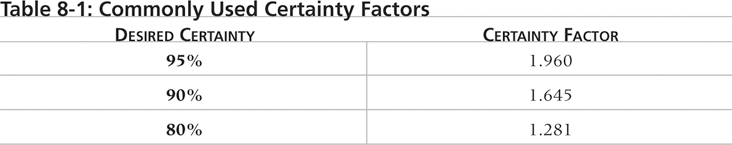 Table 8-1: Commonly Used Certainty Factors
DESIRED CERTAINTY CERTAINTY FACTOR
95% 1.960
90% 1.645
80% 1.281